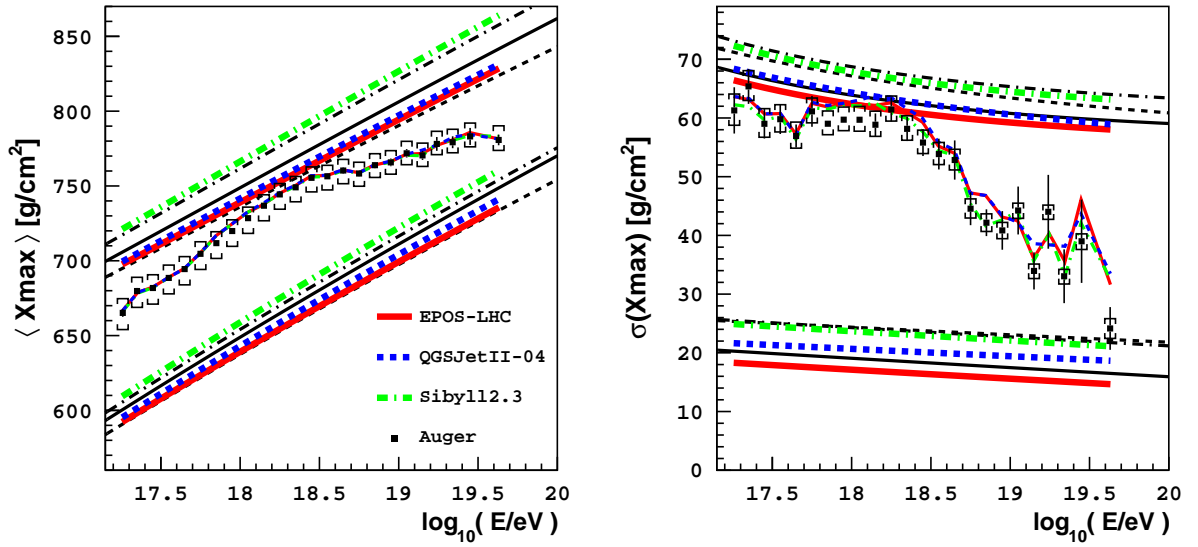 ⟨ Xmax ⟩ [g/cm²]
850
800
750
700
650
600
EPOS-LHC
QGSJetII-04
Sibyll2.3
Auger
17.5 18 18.5 19 19.5 20
log₁₀( E/eV )
σ(Xmax) [g/cm²]
70
60
50
40
30
20
10
0
17.5 18 18.5 19 19.5 20
log₁₀( E/eV )